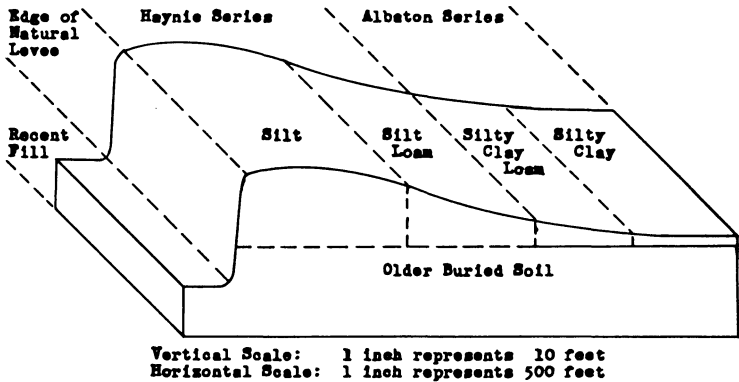 Edge of
Natural
Levee
Haynie Series
Albaton Series
Recent
Fill
Silt
Silt
Loam
Silty
Clay
Loam
Silty
Clay
Older Buried Soil
Vertical Scale: 1 inch represents 10 feet
Horizontal Scale: 1 inch represents 500 feet